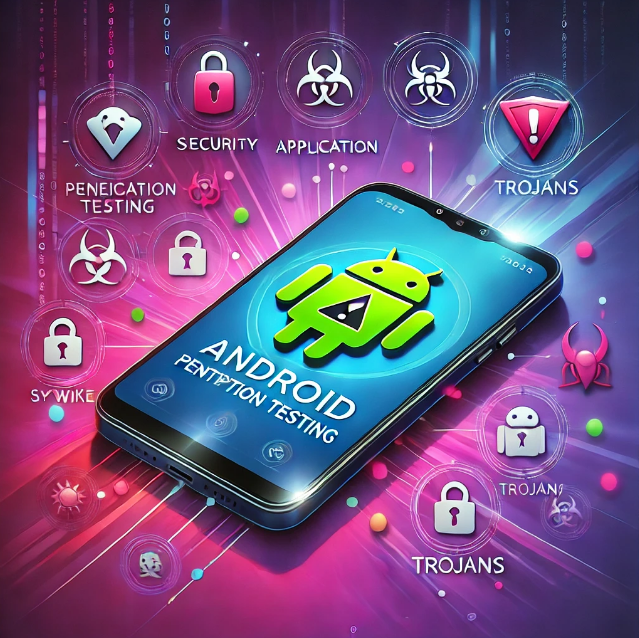 SECURITY
APPLICATION
PENEICATION
TESTING
TROJANS
ANDROID
PENTPTION TESTING
SYWIKE
TROJANS
TROJANS